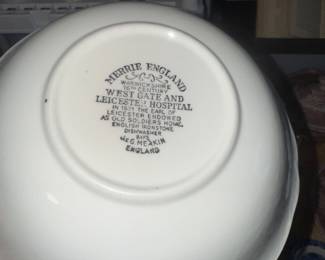 MERRIE ENGLAND
WARWICKSHIRE
16TH CENTURY
WEST GATE AND
LEICESTER HOSPITAL
IN 1571 THE EARL OF
LEICESTER ENDOWED
AS OLD SOLDIERS HOME.
ENGLISH IRONSTONE
DISHWASHER
SAFE
J&G. MEAKIN
ENGLAND